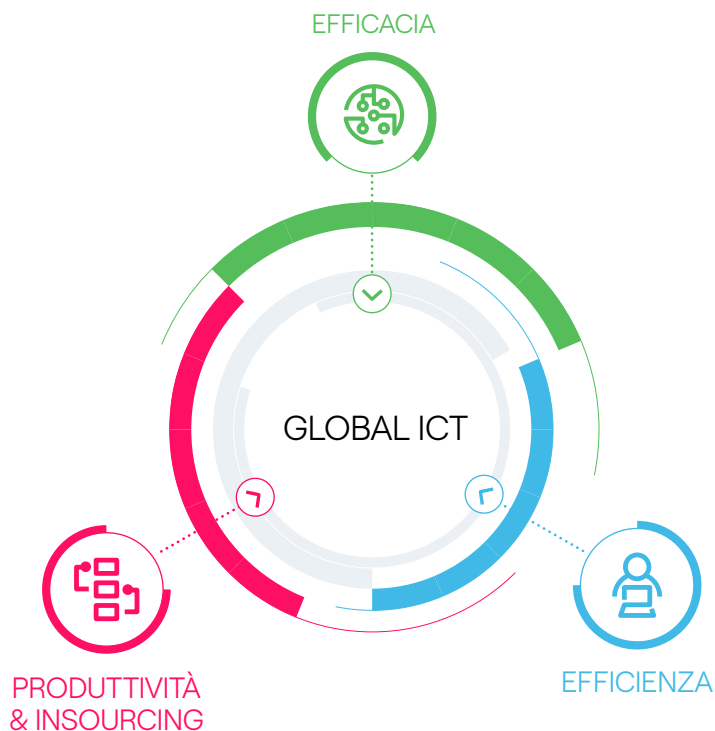 EFFICACIA
GLOBAL ICT
PRODUTTIVITÀ
& INSOURCING
EFFICIENZA